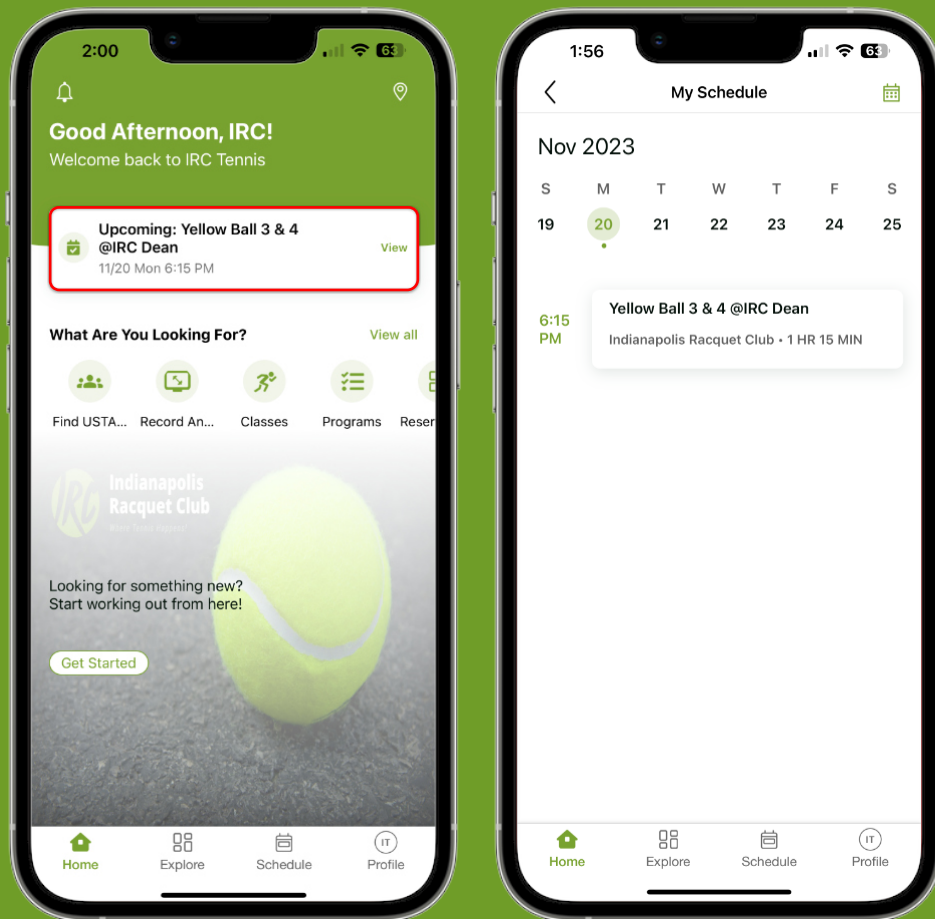 2:00
63
Good Afternoon, IRC!
Welcome back to IRC Tennis
Upcoming: Yellow Ball 3 & 4
@IRC Dean
View
11/20 Mon 6:15 PM
What Are You Looking For?
View all
Find USTA... Record An... Classes Programs Reser
IRC
Indianapolis
Racquet Club
Looking for something new?
Start working out from here!
Get Started
IT
Home Explore Schedule Profile
1:56
63
My Schedule
Nov 2023
S M T W T F S
19 20 21 22 23 24 25
6:15
PM
Yellow Ball 3 & 4 @IRC Dean
Indianapolis Racquet Club • 1 HR 15 MIN
IT
Home Explore Schedule Profile